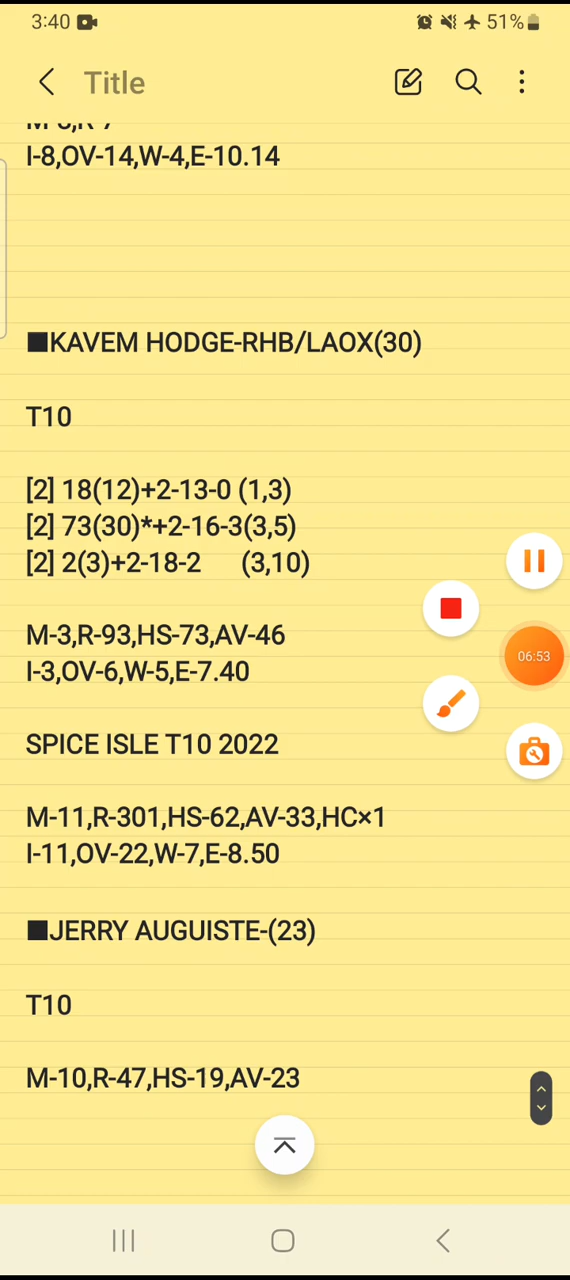 3:40 51%
Title
M-8,R-7
I-8,OV-14,W-4,E-10.14
■KAVEM HODGE-RHB/LAOX(30)
T10
[2] 18(12)+2-13-0 (1,3)
[2] 73(30)*+2-16-3(3,5)
[2] 2(3)+2-18-2 (3,10)
M-3,R-93,HS-73,AV-46
I-3,OV-6,W-5,E-7.40
06:53
SPICE ISLE T10 2022
M-11,R-301,HS-62,AV-33,HC×1
I-11,OV-22,W-7,E-8.50
■JERRY AUGUISTE-(23)
T10
M-10,R-47,HS-19,AV-23